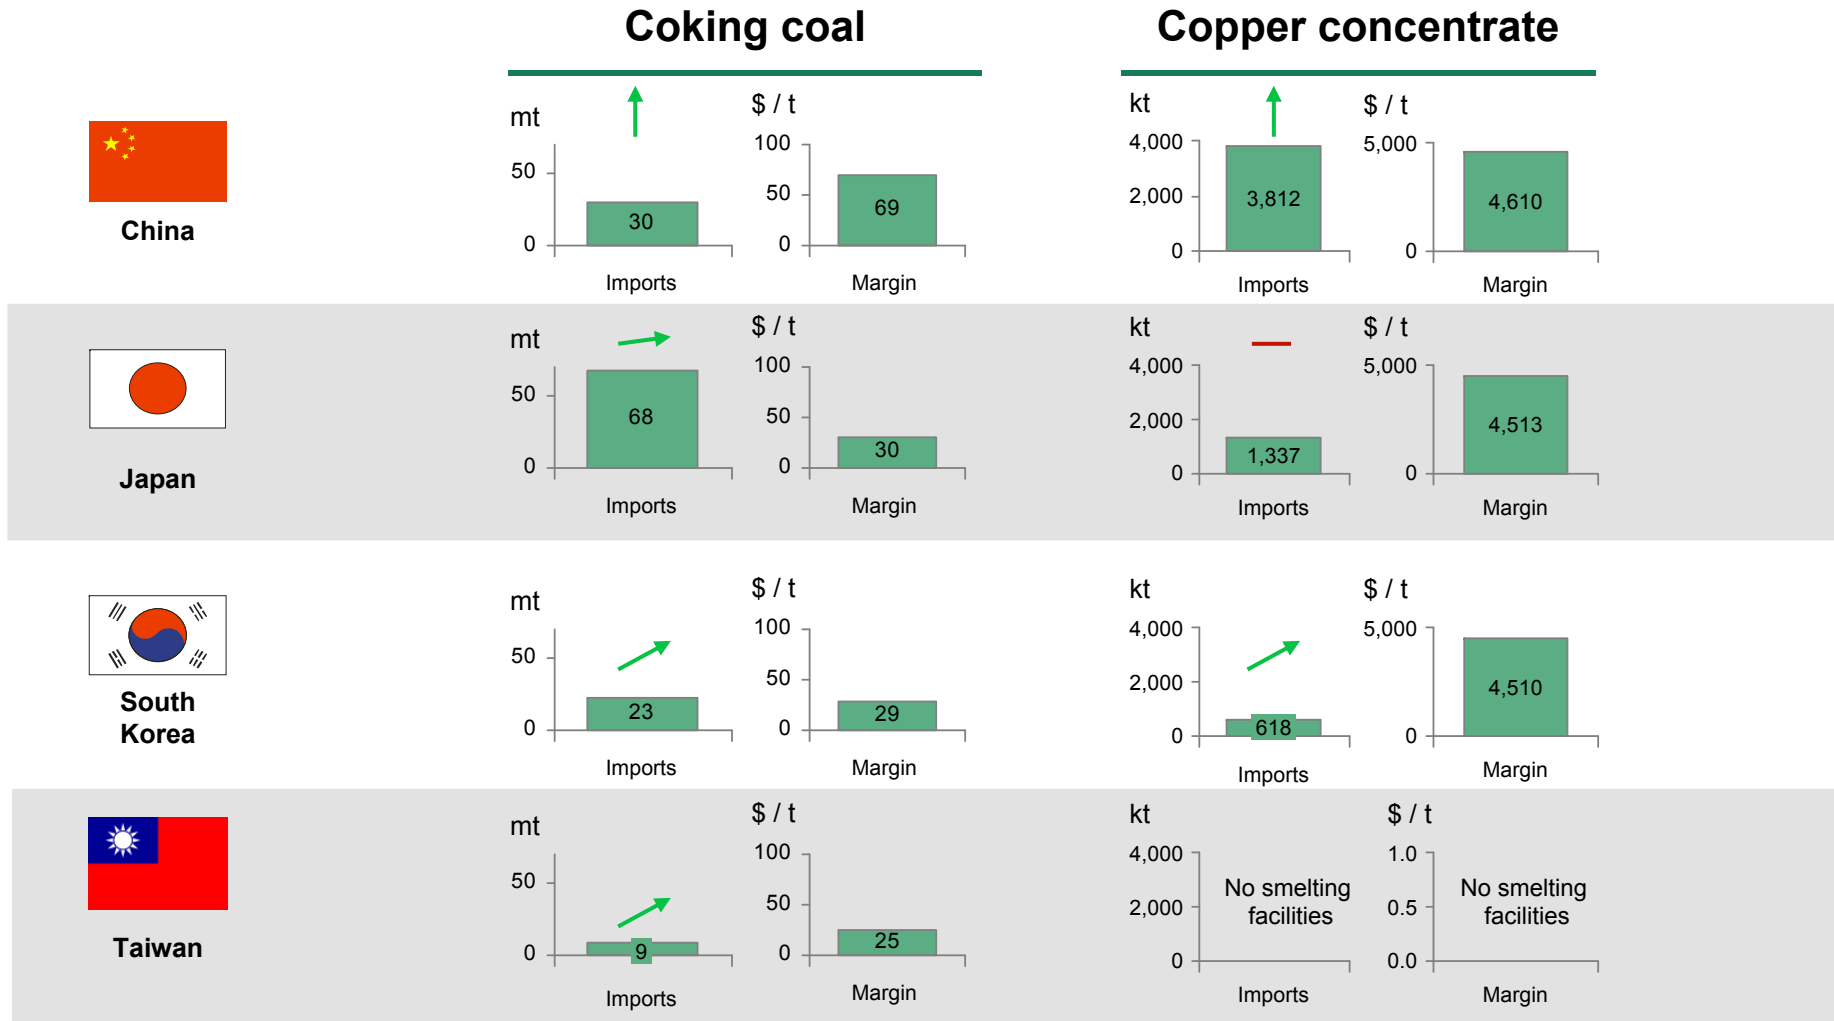 Coking coal
Copper concentrate
China
mt
50
0
30
Imports
$ / t
100
50
0
69
Margin
kt
4,000
2,000
0
3,812
Imports
$ / t
5,000
0
4,610
Margin
Japan
mt
50
0
68
Imports
$ / t
100
50
0
30
Margin
kt
4,000
2,000
0
1,337
Imports
$ / t
5,000
0
4,513
Margin
South
Korea
mt
50
0
23
Imports
$ / t
100
50
0
29
Margin
kt
4,000
2,000
0
618
Imports
$ / t
5,000
0
4,510
Margin
Taiwan
mt
50
0
9
Imports
$ / t
100
50
0
25
Margin
kt
4,000
2,000
0
No smelting
facilities
Imports
$ / t
1.0
0.5
0.0
No smelting
facilities
Margin